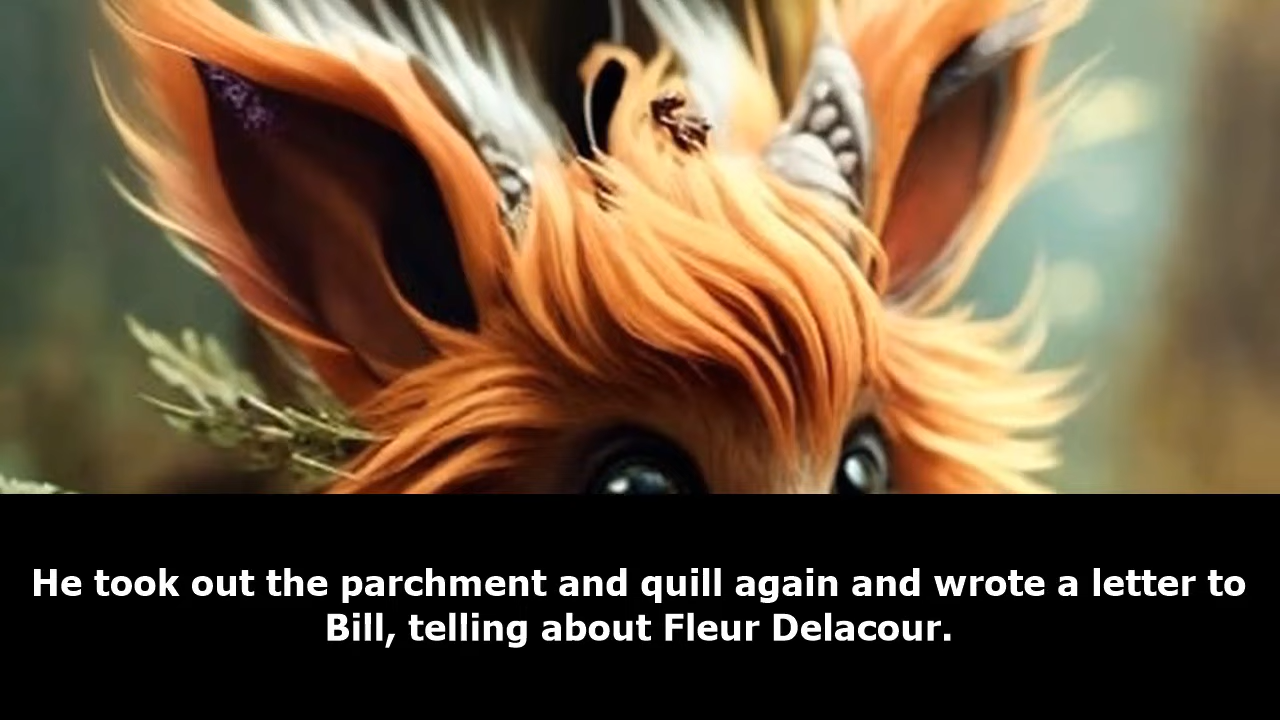 He took out the parchment and quill again and wrote a letter to
Bill, telling about Fleur Delacour.